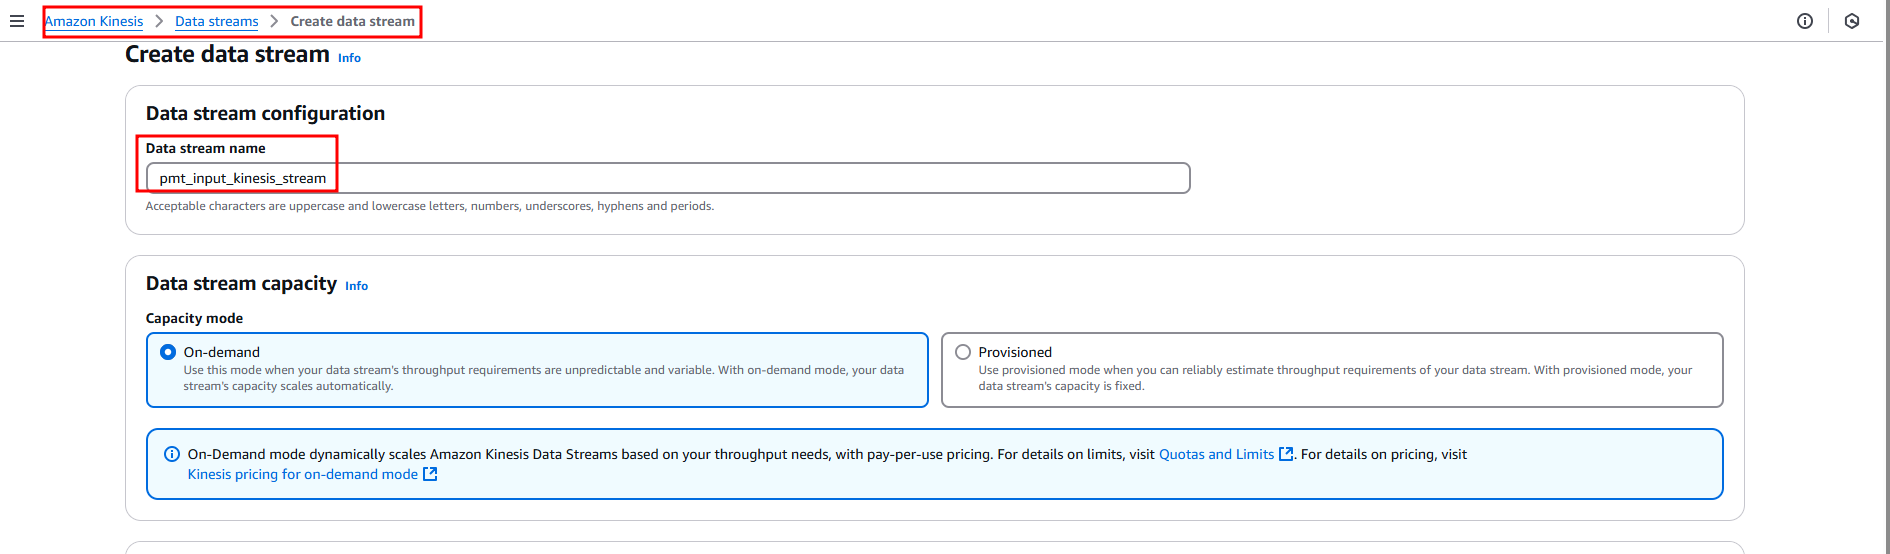 Amazon Kinesis > Data streams > Create data stream
Create data stream Info
Data stream configuration
Data stream name
pmt_input_kinesis_stream
Acceptable characters are uppercase and lowercase letters, numbers, underscores, hyphens and periods.
Data stream capacity Info
Capacity mode
On-demand
Use this mode when your data stream's throughput requirements are unpredictable and variable. With on-demand mode, your data
stream's capacity scales automatically.
Provisioned
Use provisioned mode when you can reliably estimate throughput requirements of your data stream. With provisioned mode, your
data stream's capacity is fixed.
On-Demand mode dynamically scales Amazon Kinesis Data Streams based on your throughput needs, with pay-per-use pricing. For details on limits, visit Quotas and Limits. For details on pricing, visit
Kinesis pricing for on-demand mode